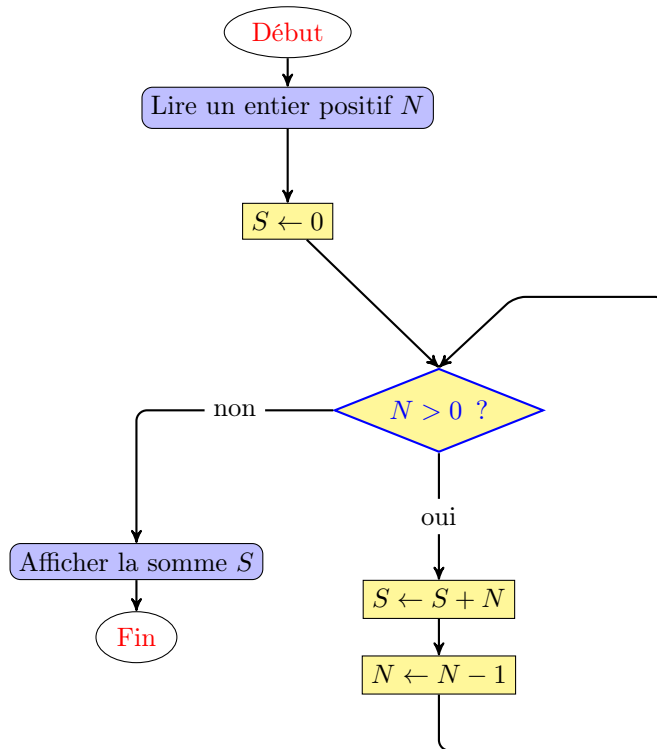 Début
Lire un entier positif N
S ← 0
N > 0 ?
non
oui
Afficher la somme S
S ← S + N
Fin
N ← N − 1